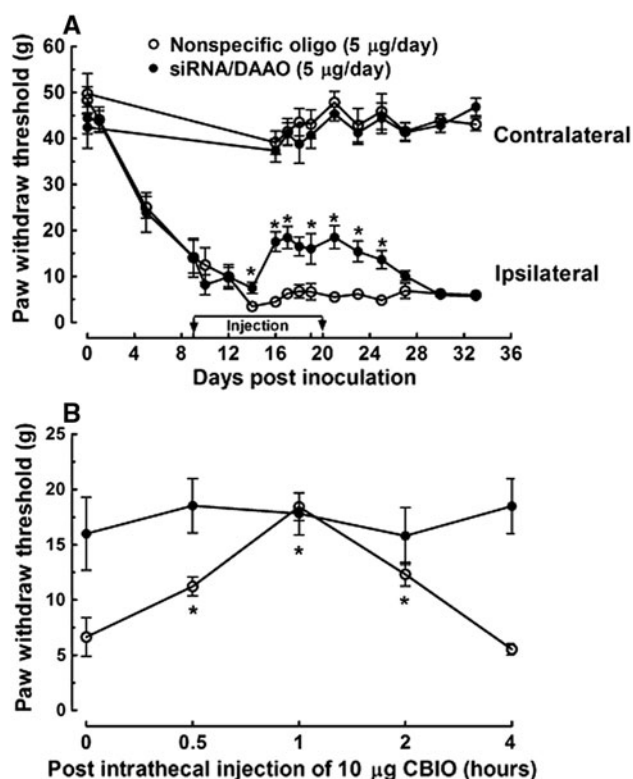 A
Nonspecific oligo (5 µg/day)
siRNA/DAAO (5 µg/day)
Paw withdraw threshold (g)
60
50
40
30
20
10
0
Contralateral
* * * * * * *
*
Ipsilateral
Injection
0 4 8 12 16 20 24 28 32 36
Days post inoculation
B
Paw withdraw threshold (g)
25
20
15
10
5
0
*
*
*
0 0.5 1 2 4
Post intrathecal injection of 10 µg CBIO (hours)